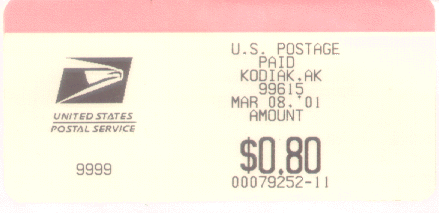 UNITED STATES
POSTAL SERVICE
9999
U.S. POSTAGE
PAID
KODIAK,AK
99615
MAR 08,'01
AMOUNT
$0.80
00079252-11